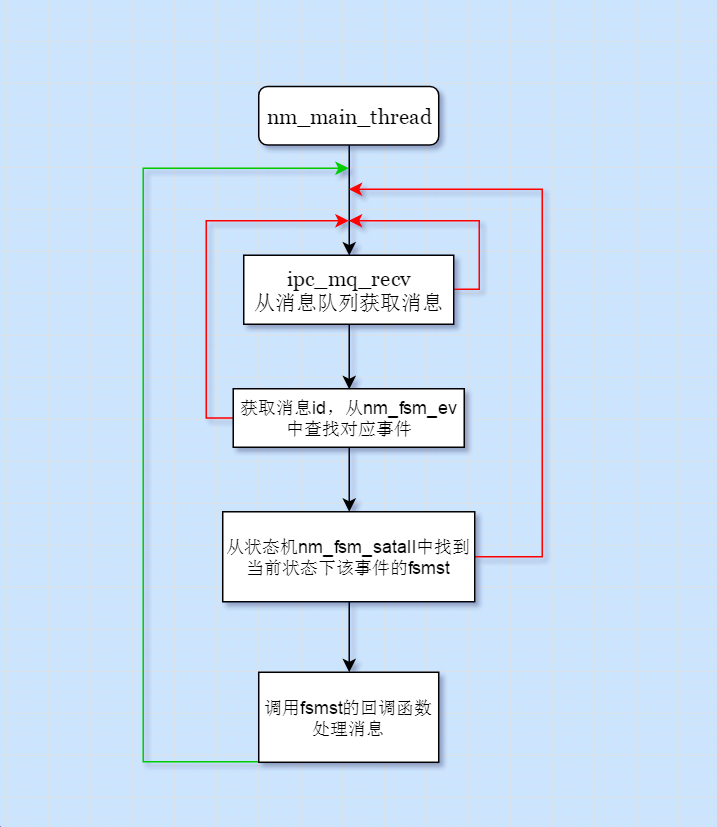 nm_main_thread
ipc_mq_recv
从消息队列获取消息
获取消息id，从nm_fsm_ev
中查找对应事件
从状态机nm_fsm_satall中找到
当前状态下该事件的fsmst
调用fsmst的回调函数
处理消息